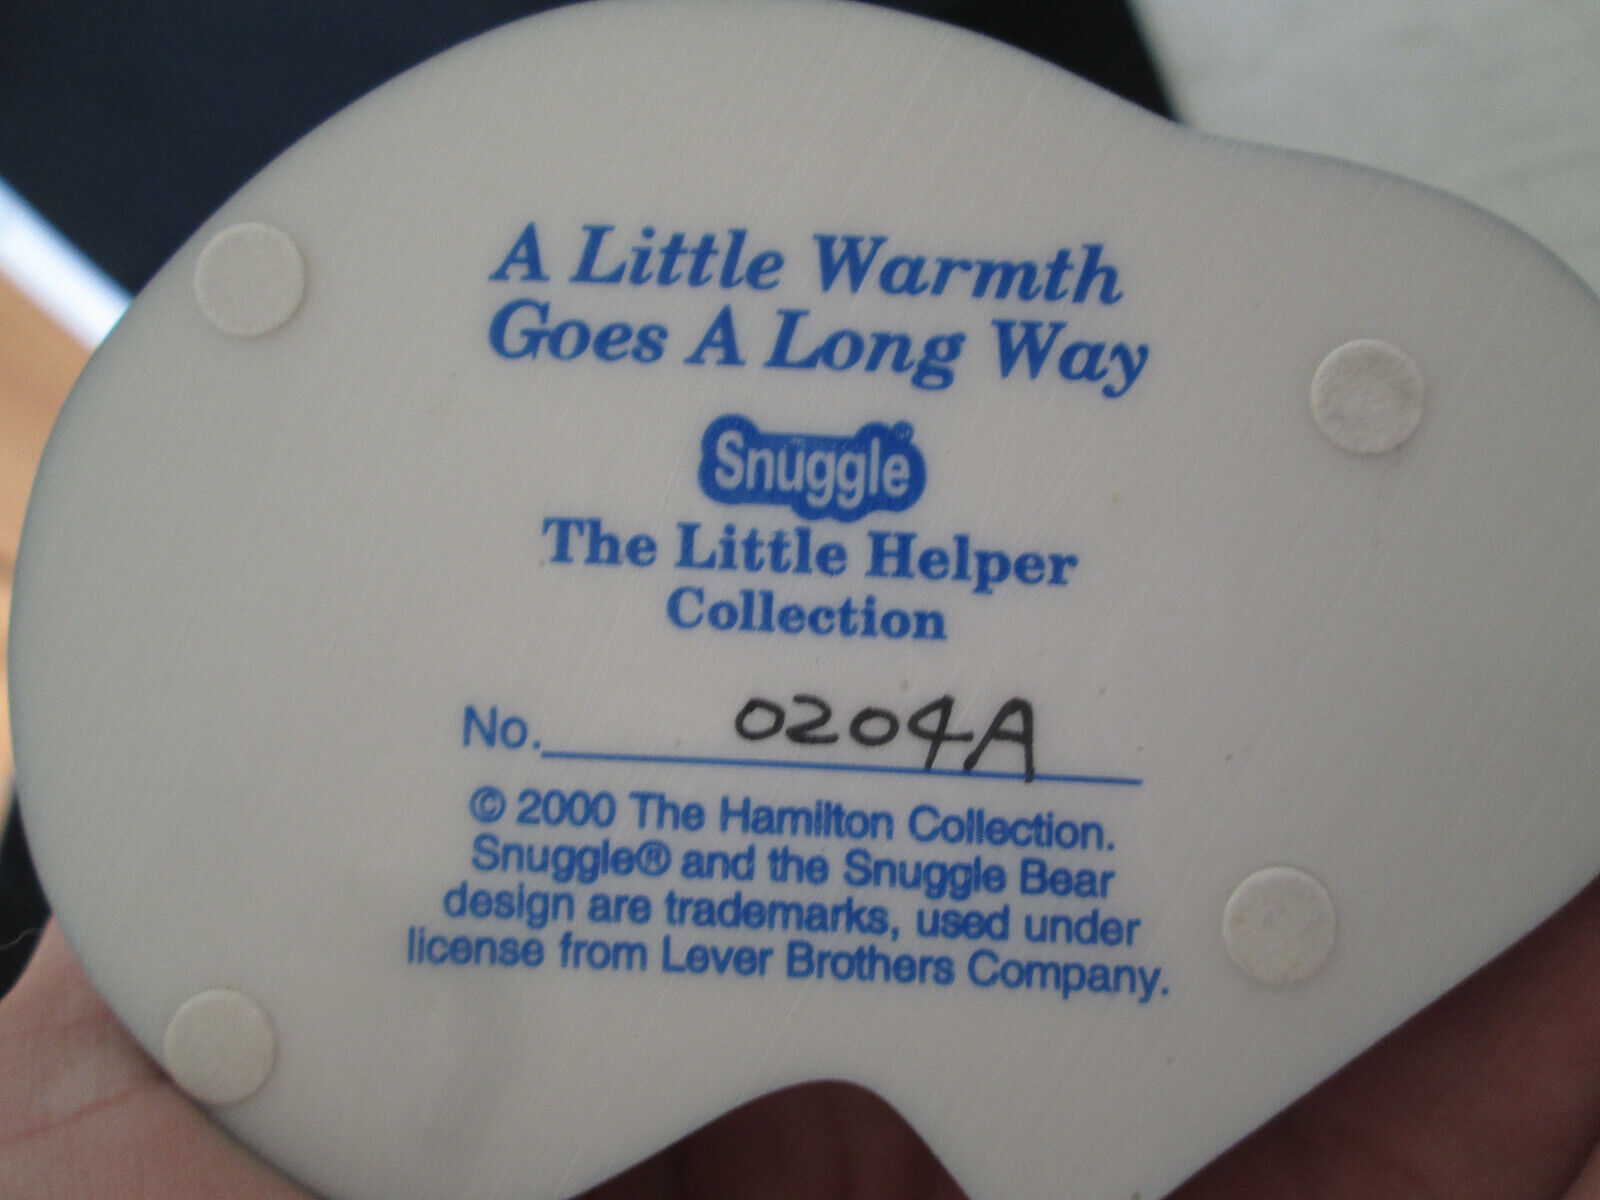 A Little Warmth
Goes A Long Way
Snuggle®
The Little Helper
Collection
No. 0204A
© 2000 The Hamilton Collection.
Snuggle® and the Snuggle Bear
design are trademarks, used under
license from Lever Brothers Company.